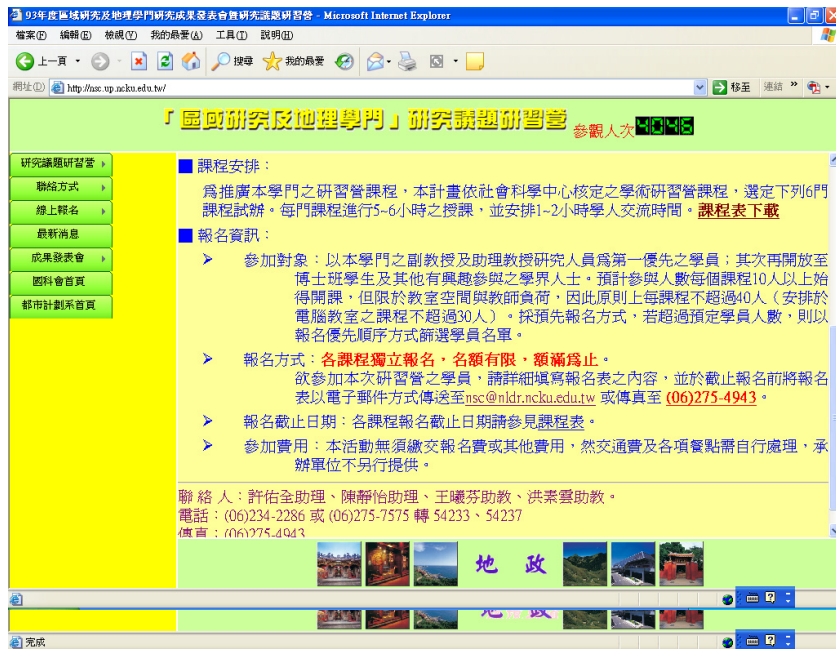 93年度區域研究及地理學門研究成果發表會暨研究議題研習營 - Microsoft Internet Explorer
檔案(F) 編輯(E) 檢視(V) 我的最愛(A) 工具(T) 說明(H)
上一頁 搜尋 我的最愛
網址(D) http://nsc.up.ncku.edu.tw/ 移至 連結 »
「區域研究及地理學門」研究議題研習營 參觀人次 4046
研究議題研習營
聯絡方式
線上報名
最新消息
成果發表會
國科會首頁
都市計劃系首頁
■ 課程安排：
為推廣本學門之研習營課程，本計畫依社會科學中心核定之學術研習營課程，選定下列6門
課程試辦。每門課程進行5~6小時之授課，並安排1~2小時學人交流時間。課程表下載
■ 報名資訊：
➢ 參加對象：以本學門之副教授及助理教授研究人員為第一優先之學員；其次再開放至
博士班學生及其他有興趣參與之學界人士。預計參與人數每個課程10人以上始
得開課，但限於教室空間與教師負荷，因此原則上每課程不超過40人（安排於
電腦教室之課程不超過30人）。採預先報名方式，若超過預定學員人數，則以
報名優先順序方式篩選學員名單。
➢ 報名方式：各課程獨立報名，名額有限，額滿為止。
欲參加本次研習營之學員，請詳細填寫報名表之內容，並於截止報名前將報名
表以電子郵件方式傳送至nsc@nldr.ncku.edu.tw 或傳真至 (06)275-4943。
➢ 報名截止日期：各課程報名截止日期請參見課程表。
➢ 參加費用：本活動無須繳交報名費或其他費用，然交通費及各項餐點需自行處理，承
辦單位不另行提供。
聯 絡 人：許佑全助理、陳靜怡助理、王曦芬助教、洪素雲助教。
電話：(06)234-2286 或 (06)275-7575 轉 54233、54237
傳真：(06)275-4943
地 政
地 政
完成